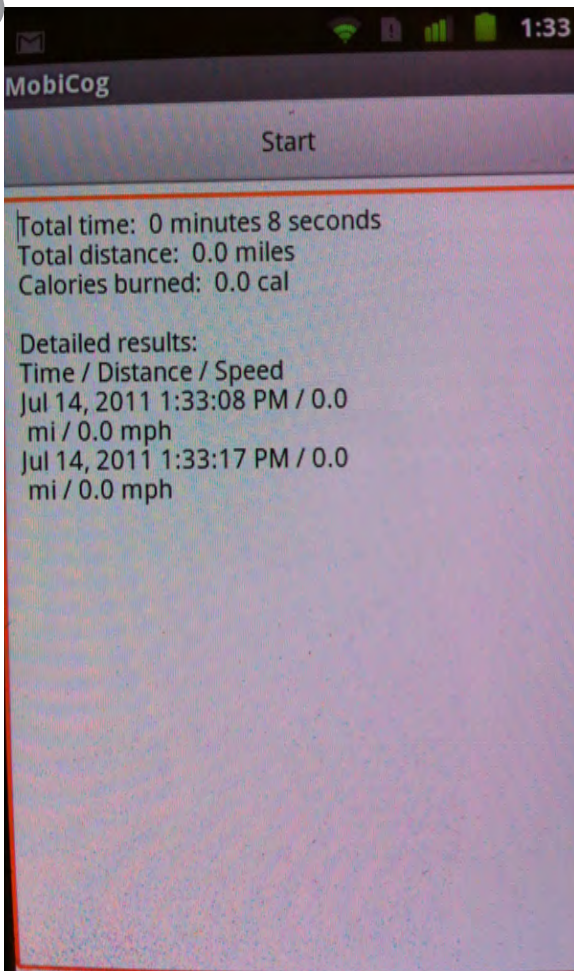 1:33
MobiCog
Start
Total time: 0 minutes 8 seconds
Total distance: 0.0 miles
Calories burned: 0.0 cal
Detailed results:
Time / Distance / Speed
Jul 14, 2011 1:33:08 PM / 0.0
mi / 0.0 mph
Jul 14, 2011 1:33:17 PM / 0.0
mi / 0.0 mph